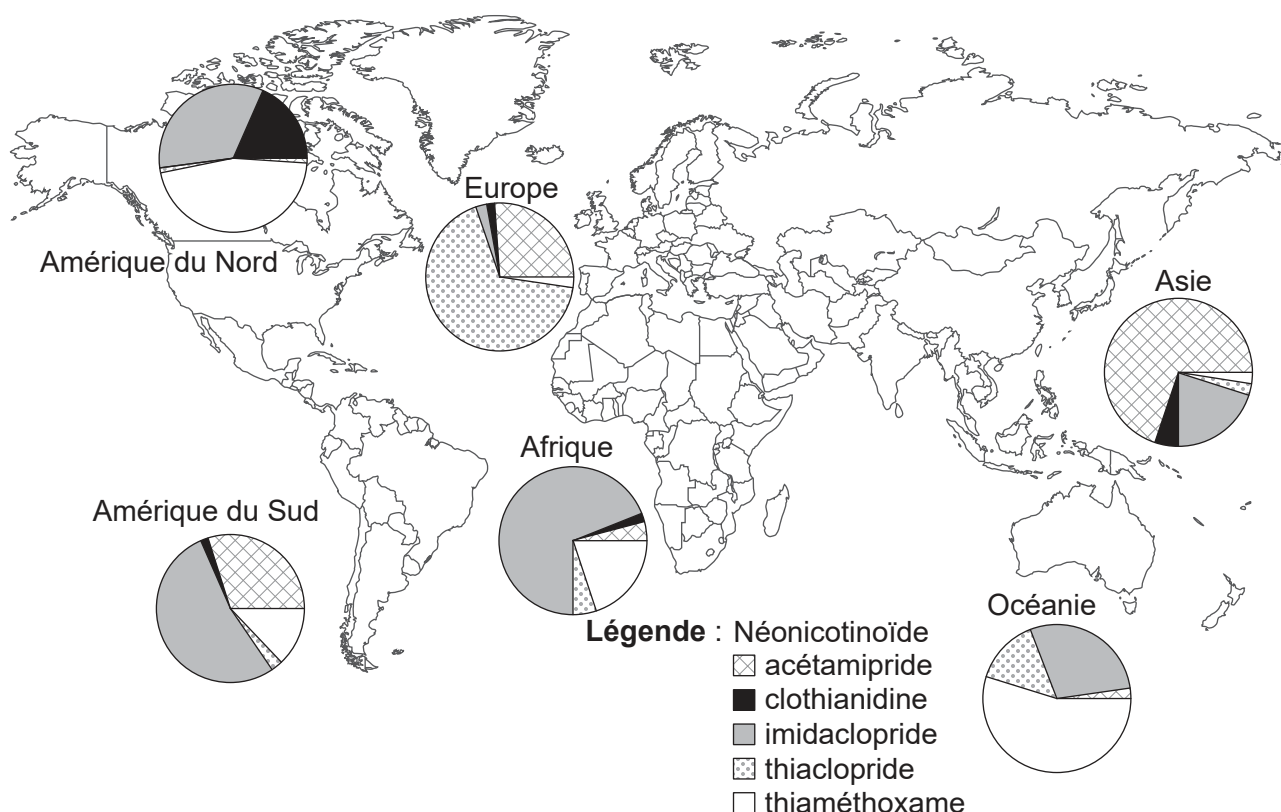 Europe
Amérique du Nord
Asie
Afrique
Amérique du Sud
Océanie
Légende : Néonicotinoïde
acétamipride
clothianidine
imidaclopride
thiaclopride
thiaméthoxame